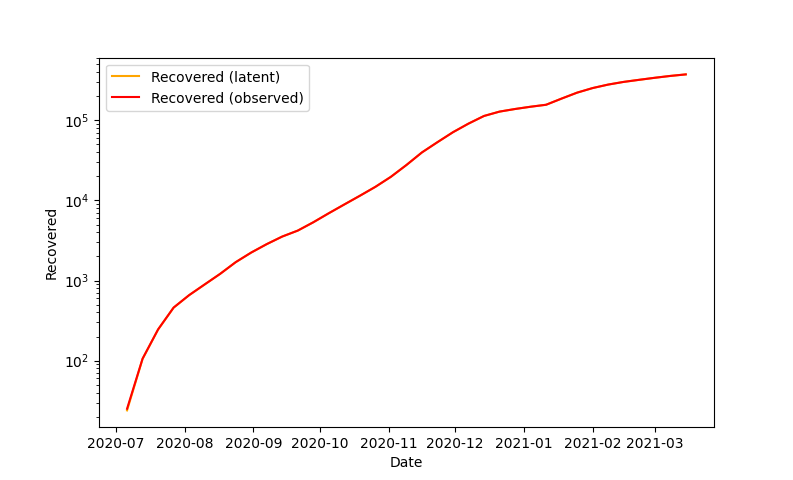 Recovered (latent)
Recovered (observed)
Recovered
10^5
10^4
10^3
10^2
2020-07 2020-08 2020-09 2020-10 2020-11 2020-12 2021-01 2021-02 2021-03
Date